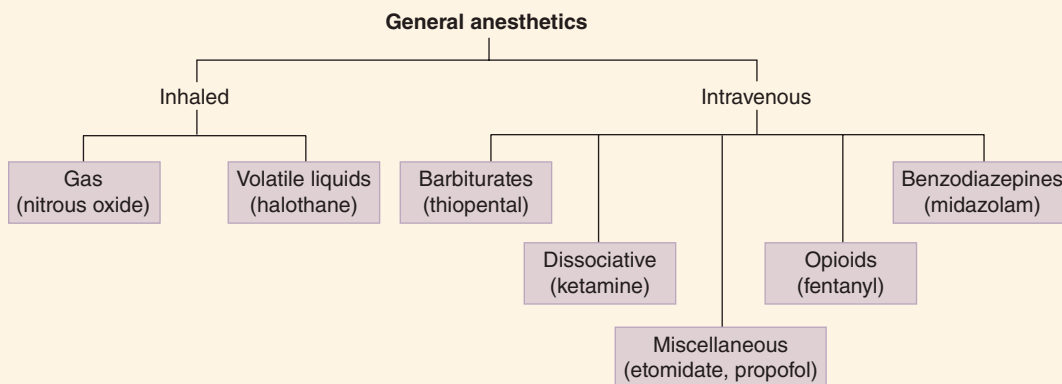 General anesthetics
Inhaled
Intravenous
Gas
(nitrous oxide)
Volatile liquids
(halothane)
Barbiturates
(thiopental)
Benzodiazepines
(midazolam)
Dissociative
(ketamine)
Opioids
(fentanyl)
Miscellaneous
(etomidate, propofol)